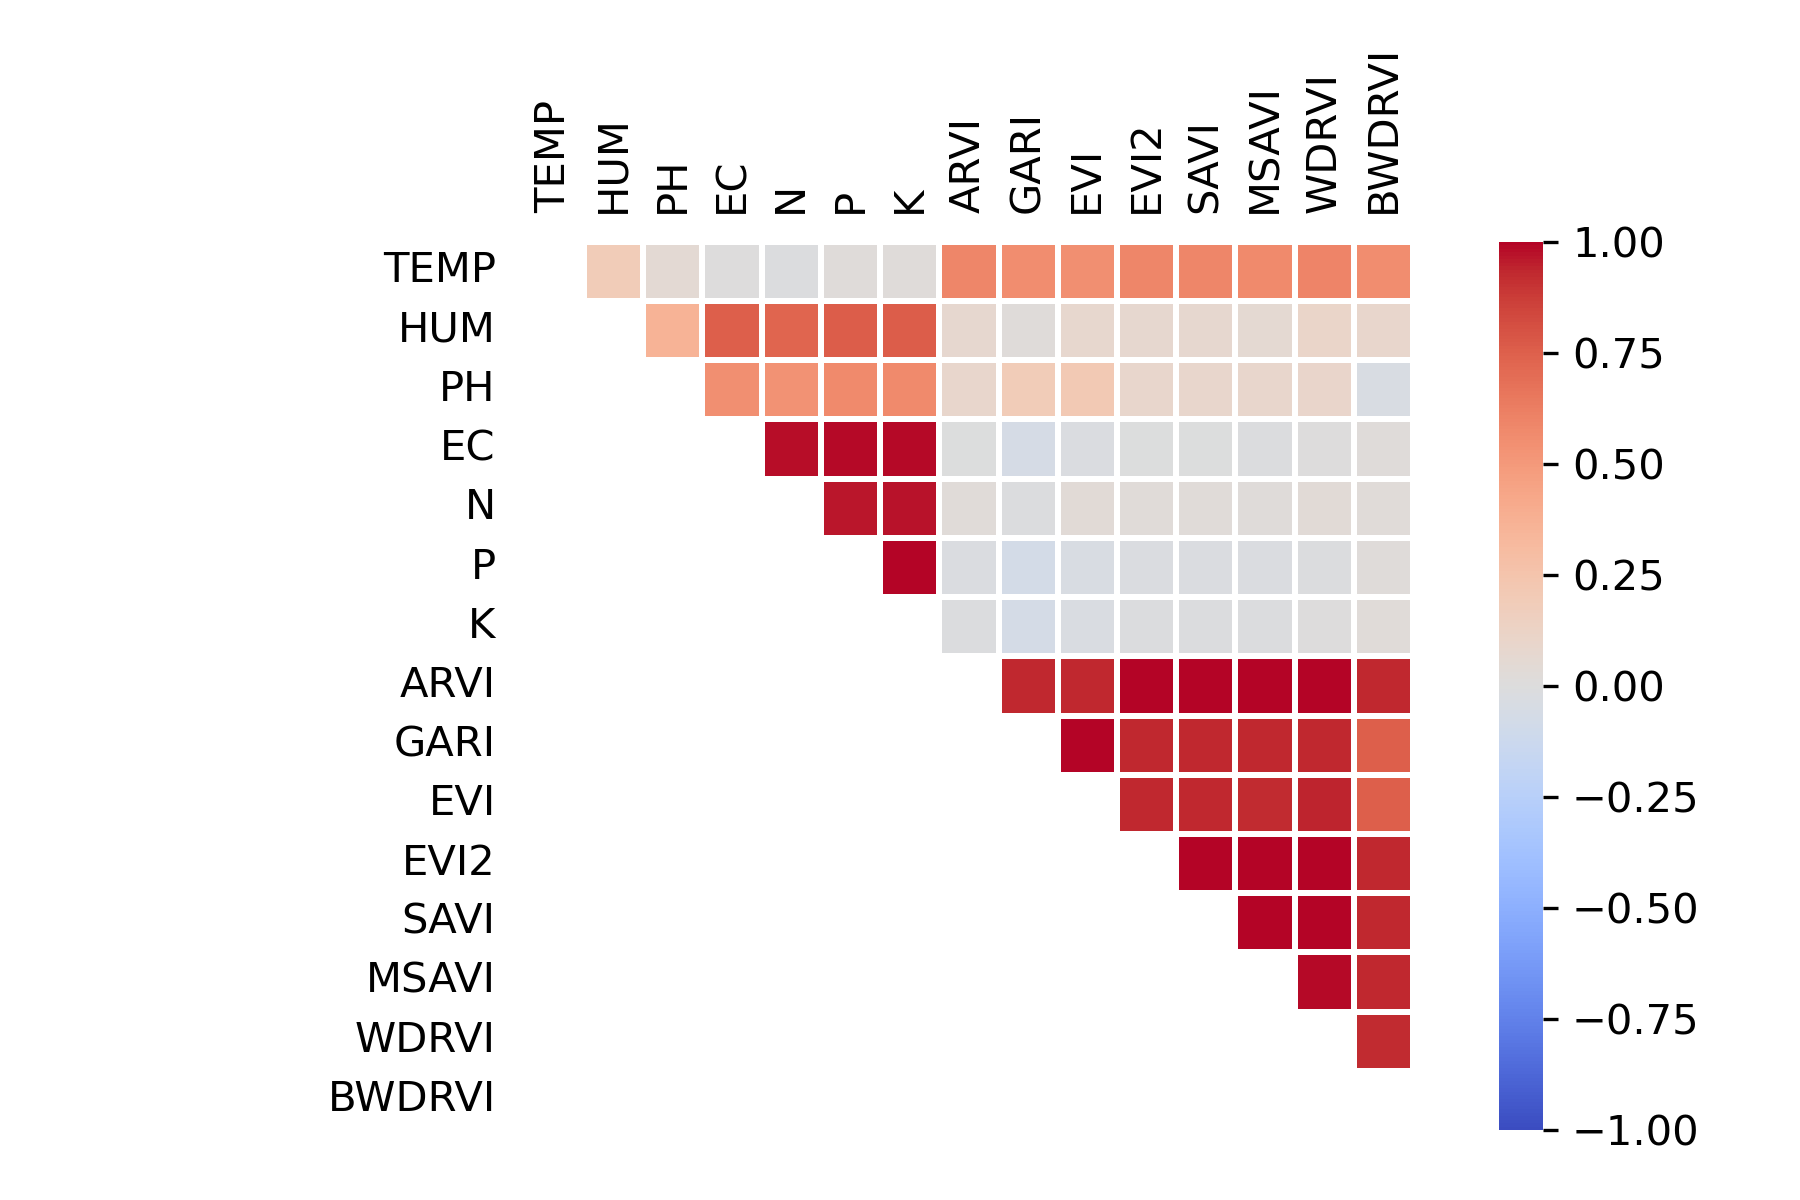 TEMP HUM PH EC N P K ARVI GARI EVI EVI2 SAVI MSAVI WDRVI BWDRVI
TEMP
HUM
PH
EC
N
P
K
ARVI
GARI
EVI
EVI2
SAVI
MSAVI
WDRVI
BWDRVI
1.00
0.75
0.50
0.25
0.00
−0.25
−0.50
−0.75
−1.00